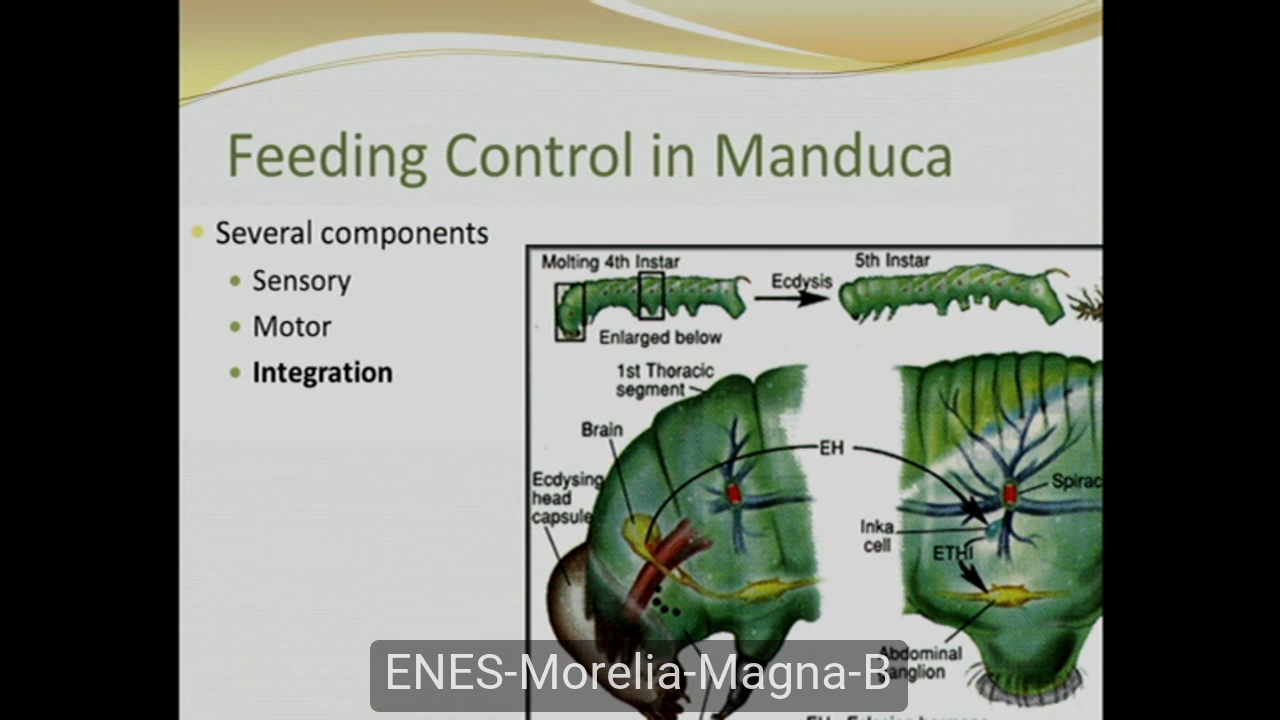 Feeding Control in Manduca
Several components
Sensory
Motor
Integration
Molting 4th Instar
Ecdysis
5th Instar
Enlarged below
1st Thoracic
segment
Brain
EH
Ecdysing
head
capsule
Spirac
Inka
cell
ETH
Abdominal
ganglion
ENES-Morelia-Magna-B